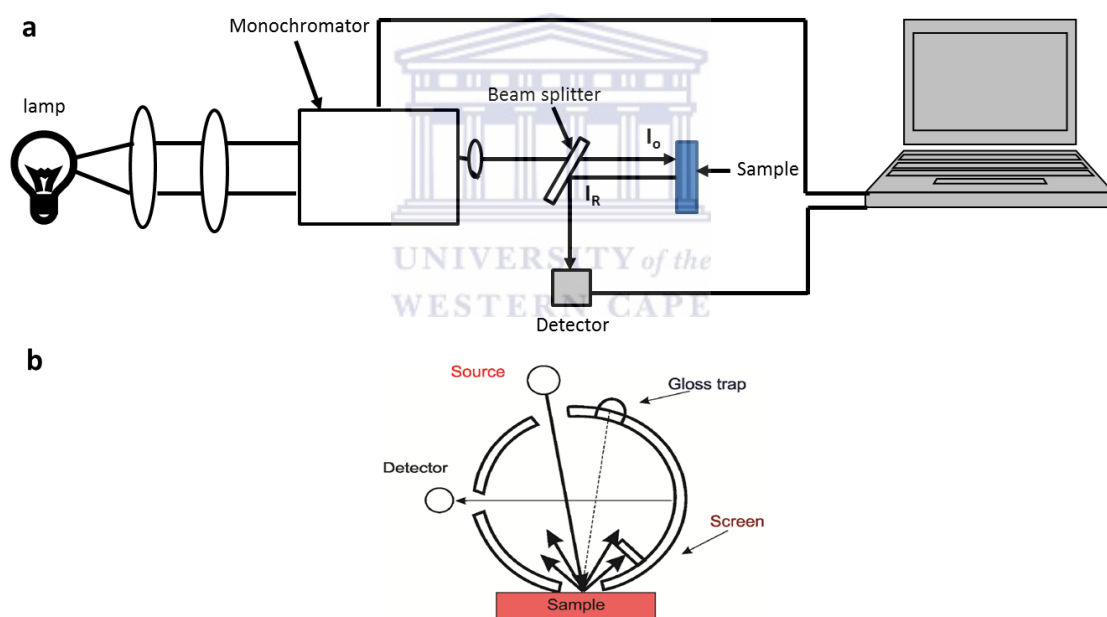 a
Monochromator
lamp
Beam splitter
Io
Sample
IR
UNIVERSITY of the
WESTERN CAPE
Detector
b
Source
Gloss trap
Detector
Screen
Sample